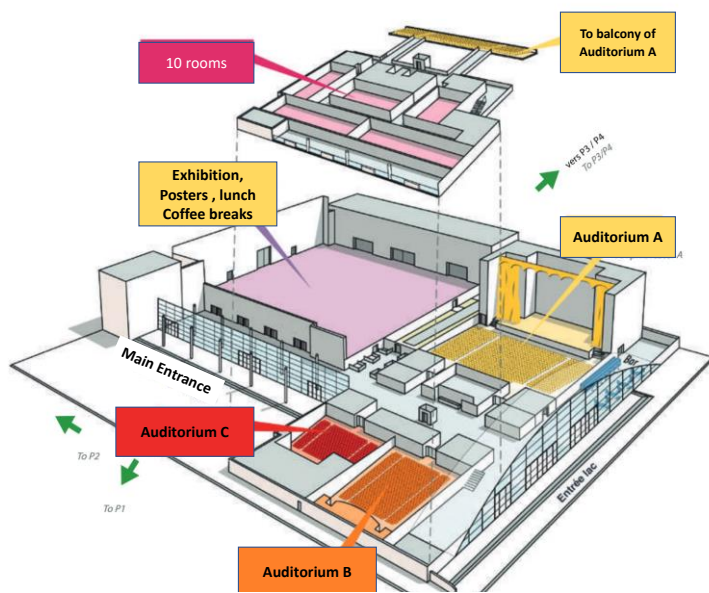 To balcony of
Auditorium A
10 rooms
vers P3 / P4
To P3/P4
Exhibition,
Posters , lunch
Coffee breaks
Auditorium A
A
Bar
Main Entrance
Auditorium C
To P2
To P1
Entrée lac
Auditorium B